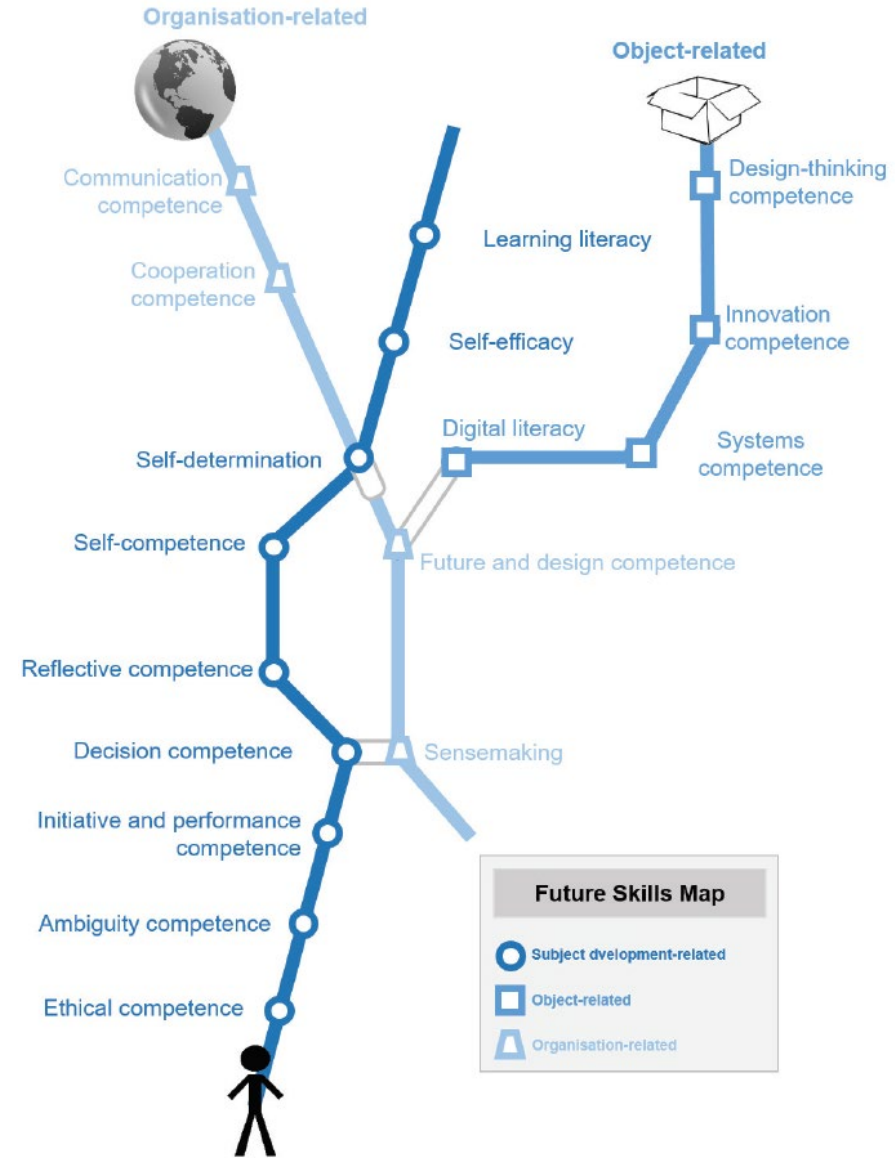 Organisation-related
Object-related
Communication
competence
Design-thinking
competence
Learning literacy
Cooperation
competence
Innovation
competence
Self-efficacy
Digital literacy
Systems
competence
Self-determination
Self-competence
Future and design competence
Reflective competence
Decision competence
Sensemaking
Initiative and performance
competence
Ambiguity competence
Ethical competence
Future Skills Map
Subject dvelopment-related
Object-related
Organisation-related